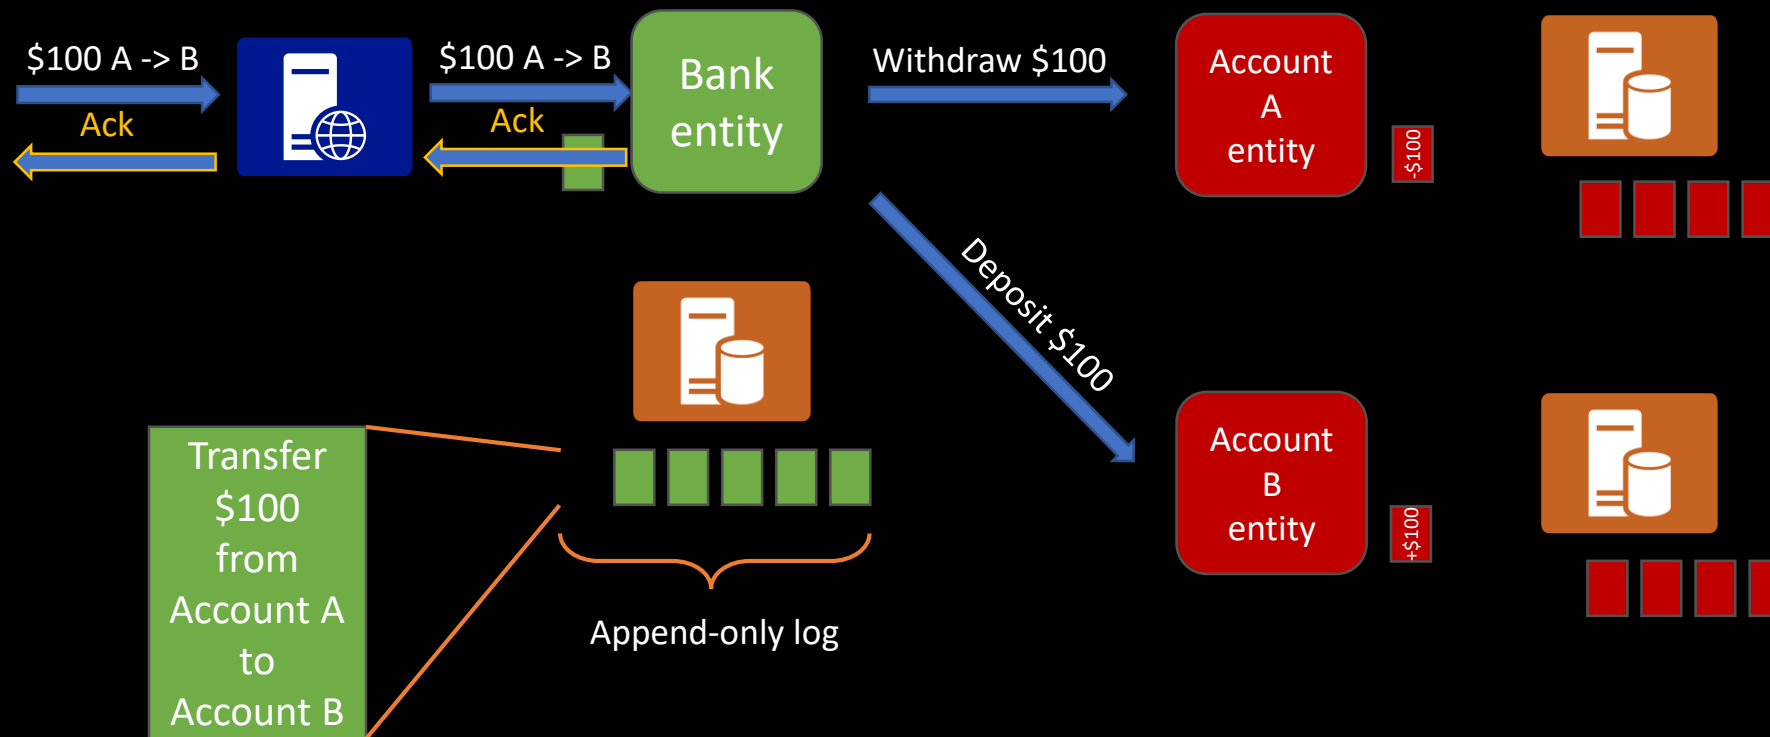 $100 A -> B
Ack
$100 A -> B
Ack
Bank
entity
Withdraw $100
Account
A
entity
-$100
Deposit $100
Account
B
entity
+$100
Transfer
$100
from
Account A
to
Account B
Append-only log